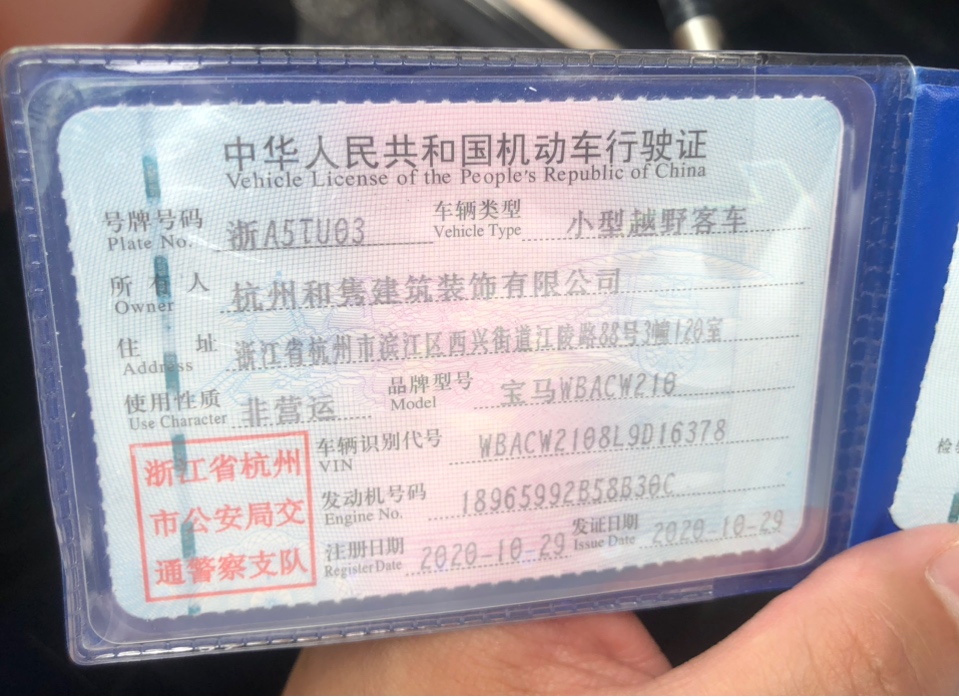 中华人民共和国机动车行驶证
Vehicle License of the People's Republic of China
号牌号码 浙A5TU03 车辆类型 小型越野客车
Plate No. Vehicle Type
所有人 杭州和隽建筑装饰有限公司
Owner
住址 浙江省杭州市滨江区西兴街道江陵路88号3幢120室
Address
使用性质 非营运 品牌型号 宝马WBACW210
Use Character Model
车辆识别代号 WBACW2108L9D16378
VIN
发动机号码 18965992B58B30C
Engine No.
注册日期 2020-10-29 发证日期 2020-10-29
Register Date Issue Date
浙江省杭州
市公安局交
通警察支队
检